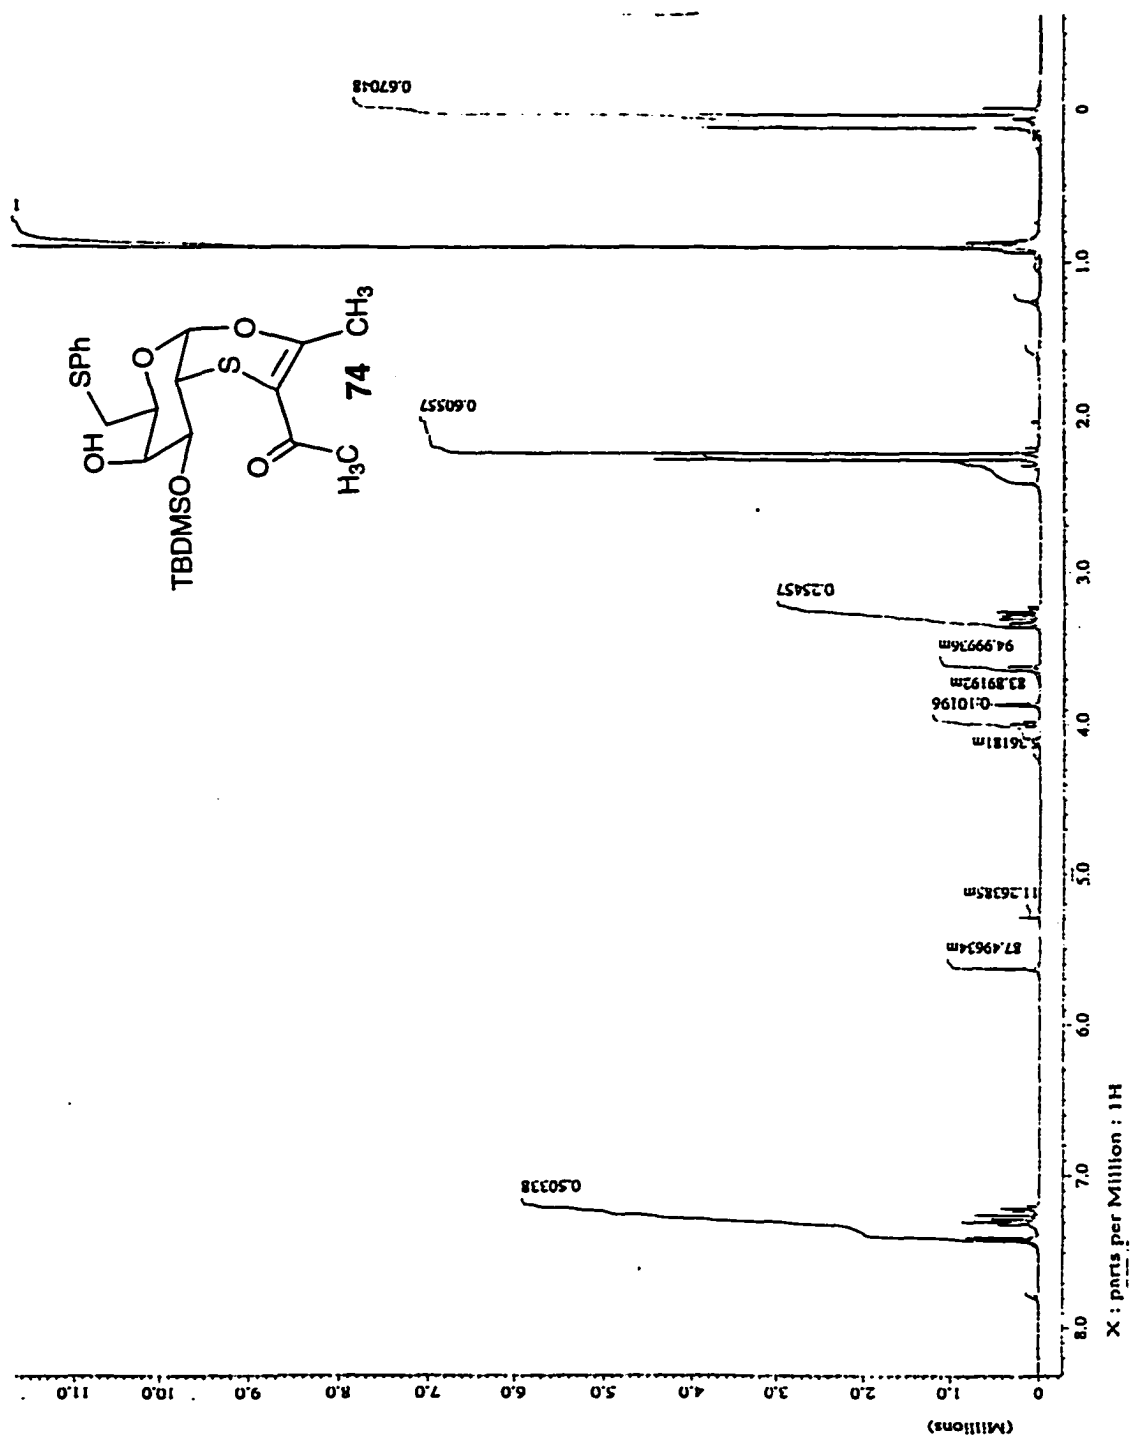 0.67048
1
0.60557
0.25457
94.99936m
83.89192m
0.10196
5.36181m
11.26385m
87.49634m
0.50338
SPh
OH
O
O
S
TBDMSO
O
CH3
H3C
74
(Millions)
0 1.0 2.0 3.0 4.0 5.0 6.0 7.0 8.0 9.0 10.0 11.0
8.0 7.0 6.0 5.0 4.0 3.0 2.0 1.0 0
X : parts per Million : 1H